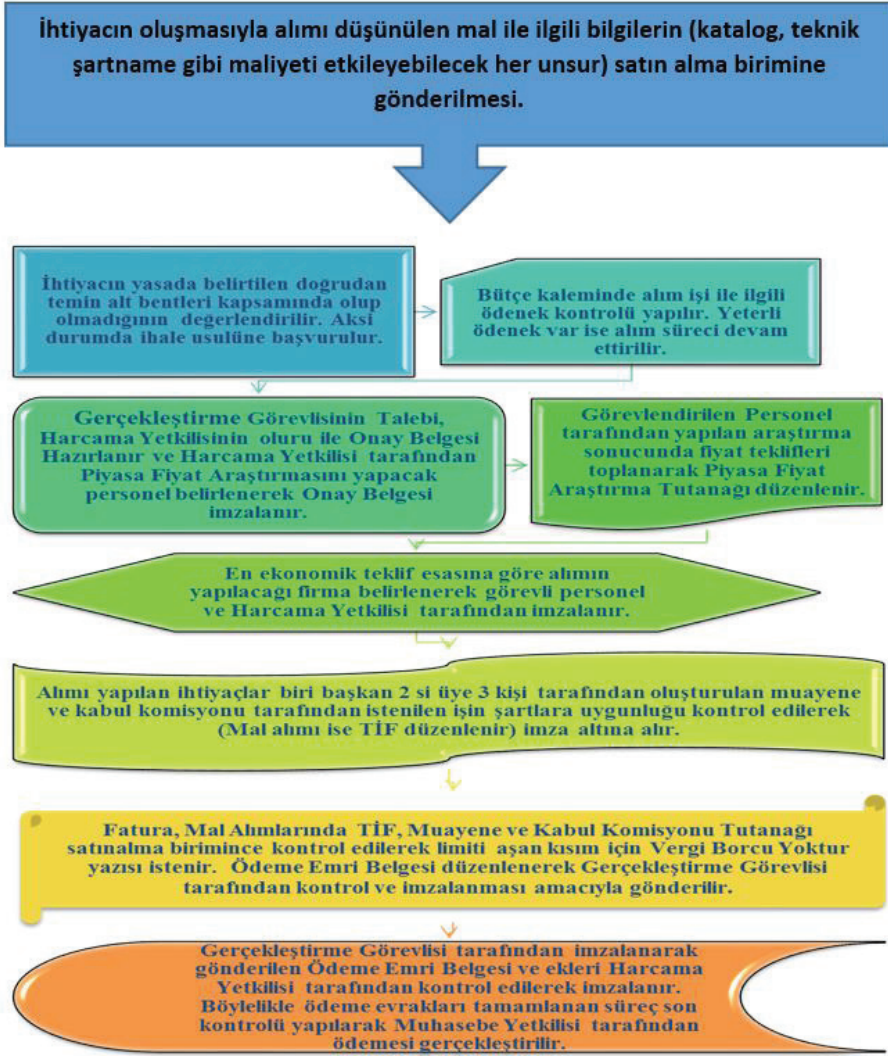 İhtiyacın oluşmasıyla alımı düşünülen mal ile ilgili bilgilerin (katalog, teknik
şartname gibi maliyeti etkileyebilecek her unsur) satın alma birimine
gönderilmesi.
İhtiyacın yasada belirtilen doğrudan
temin alt bentleri kapsamında olup
olmadığının değerlendirilir. Aksi
durumda ihale usulüne başvurulur.
Bütçe kaleminde alım işi ile ilgili
ödenek kontrolü yapılır. Yeterli
ödenek var ise alım süreci devam
ettirilir.
Gerçekleştirme Görevlisinin Talebi,
Harcama Yetkilisinin oluru ile Onay Belgesi
Hazırlanır ve Harcama Yetkilisi tarafından
Piyasa Fiyat Araştırmasını yapacak
personel belirlenerek Onay Belgesi
imzalanır.
Görevlendirilen Personel
tarafından yapılan araştırma
sonucunda fiyat teklifleri
toplanarak Piyasa Fiyat
Araştırma Tutanağı düzenlenir.
En ekonomik teklif esasına göre alımın
yapılacağı firma belirlenerek görevli personel
ve Harcama Yetkilisi tarafından imzalanır.
Alımı yapılan ihtiyaçlar biri başkan 2 si üye 3 kişi tarafından oluşturulan muayene
ve kabul komisyonu tarafından istenilen işin şartlara uygunluğu kontrol edilerek
(Mal alımı ise TİF düzenlenir) imza altına alır.
Fatura, Mal Alımlarında TİF, Muayene ve Kabul Komisyonu Tutanağı
satınalma birimince kontrol edilerek limiti aşan kısım için Vergi Borcu Yoktur
yazısı istenir. Ödeme Emri Belgesi düzenlenerek Gerçekleştirme Görevlisi
tarafından kontrol ve imzalanması amacıyla gönderilir.
Gerçekleştirme Görevlisi tarafından imzalanarak
gönderilen Ödeme Emri Belgesi ve ekleri Harcama
Yetkilisi tarafından kontrol edilerek imzalanır.
Böylelikle ödeme evrakları tamamlanan süreç son
kontrolü yapılarak Muhasebe Yetkilisi tarafından
ödemesi gerçekleştirilir.